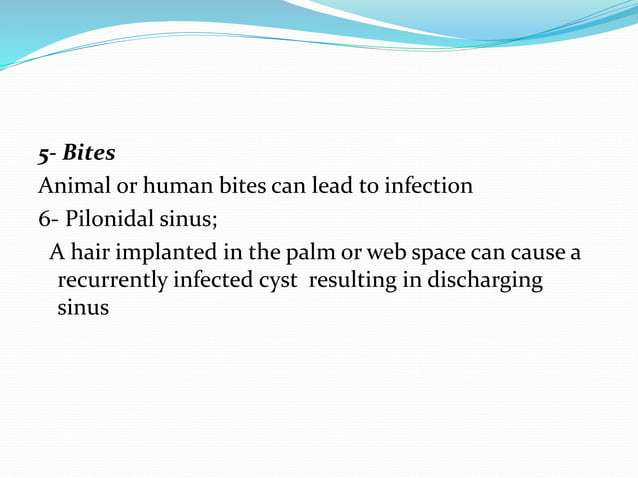 5- Bites
Animal or human bites can lead to infection
6- Pilonidal sinus;
A hair implanted in the palm or web space can cause a
recurrently infected cyst  resulting in discharging
sinus